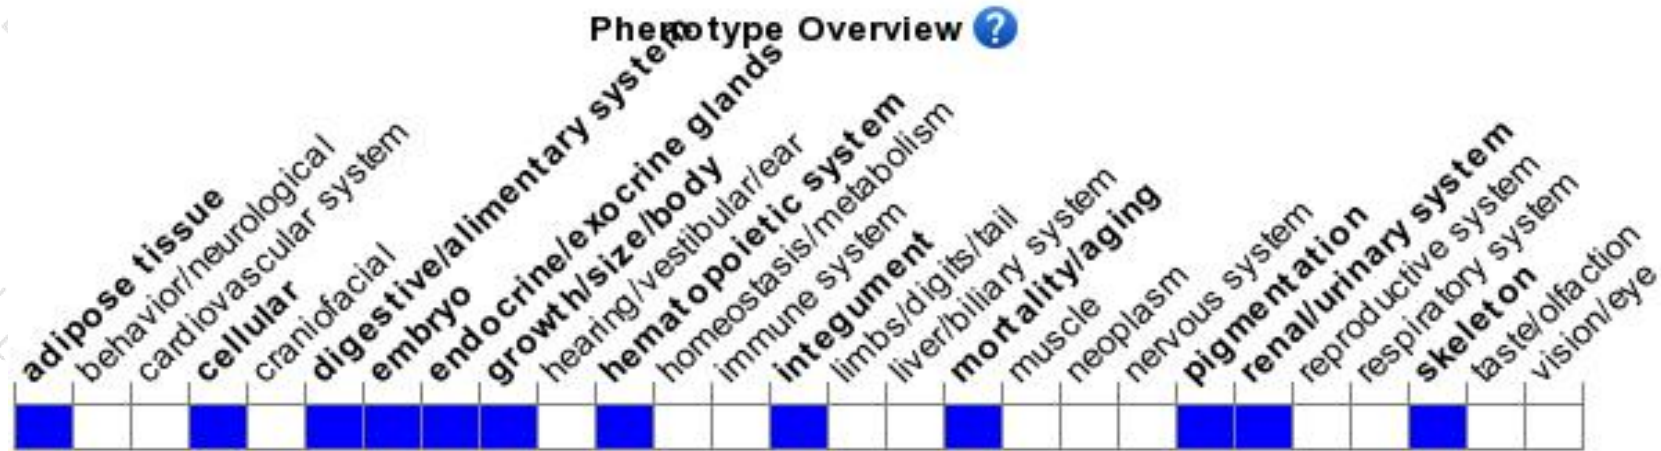 Phenotype Overview ?
adipose tissue
behavior/neurological
cardiovascular system
cellular
craniofacial
digestive/alimentary system
embryo
endocrine/exocrine glands
growth/size/body
hearing/vestibular/ear
hematopoietic system
homeostasis/metabolism
immune system
integument
limbs/digits/tail
liver/biliary system
mortality/aging
muscle
neoplasm
nervous system
pigmentation
renal/urinary system
reproductive system
respiratory system
skeleton
taste/olfaction
vision/eye